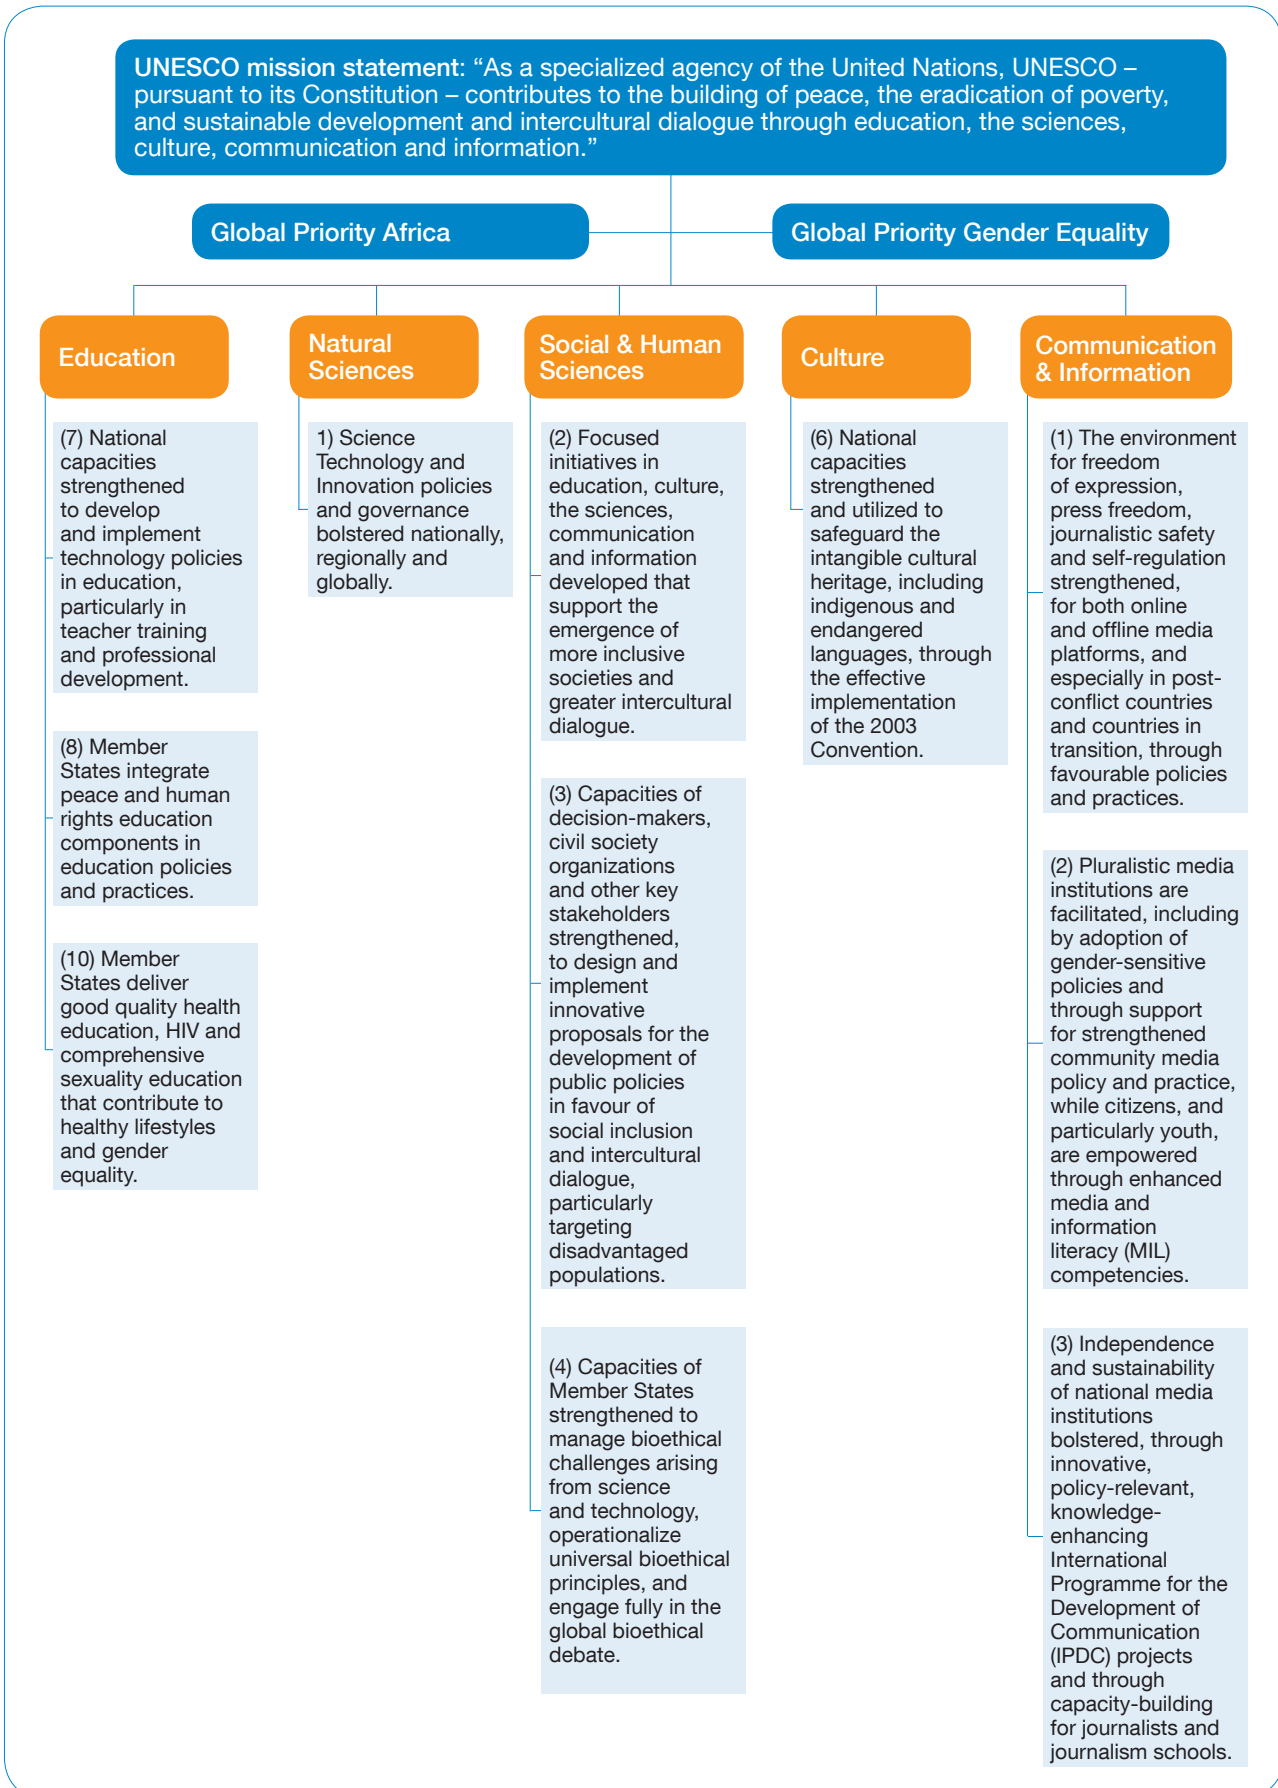 UNESCO mission statement: “As a specialized agency of the United Nations, UNESCO –
pursuant to its Constitution – contributes to the building of peace, the eradication of poverty,
and sustainable development and intercultural dialogue through education, the sciences,
culture, communication and information.”
Global Priority Africa
Global Priority Gender Equality
Education
(7) National
capacities
strengthened
to develop
and implement
technology policies
in education,
particularly in
teacher training
and professional
development.
(8) Member
States integrate
peace and human
rights education
components in
education policies
and practices.
(10) Member
States deliver
good quality health
education, HIV and
comprehensive
sexuality education
that contribute to
healthy lifestyles
and gender
equality.
Natural
Sciences
1) Science
Technology and
Innovation policies
and governance
bolstered nationally,
regionally and
globally.
Social & Human
Sciences
(2) Focused
initiatives in
education, culture,
the sciences,
communication
and information
developed that
support the
emergence of
more inclusive
societies and
greater intercultural
dialogue.
(3) Capacities of
decision-makers,
civil society
organizations
and other key
stakeholders
strengthened,
to design and
implement
innovative
proposals for the
development of
public policies
in favour of
social inclusion
and intercultural
dialogue,
particularly
targeting
disadvantaged
populations.
(4) Capacities of
Member States
strengthened to
manage bioethical
challenges arising
from science
and technology,
operationalize
universal bioethical
principles, and
engage fully in the
global bioethical
debate.
Culture
(6) National
capacities
strengthened
and utilized to
safeguard the
intangible cultural
heritage, including
indigenous and
endangered
languages, through
the effective
implementation
of the 2003
Convention.
Communication
& Information
(1) The environment
for freedom
of expression,
press freedom,
journalistic safety
and self-regulation
strengthened,
for both online
and offline media
platforms, and
especially in post-
conflict countries
and countries in
transition, through
favourable policies
and practices.
(2) Pluralistic media
institutions are
facilitated, including
by adoption of
gender-sensitive
policies and
through support
for strengthened
community media
policy and practice,
while citizens, and
particularly youth,
are empowered
through enhanced
media and
information
literacy (MIL)
competencies.
(3) Independence
and sustainability
of national media
institutions
bolstered, through
innovative,
policy-relevant,
knowledge-
enhancing
International
Programme for the
Development of
Communication
(IPDC) projects
and through
capacity-building
for journalists and
journalism schools.